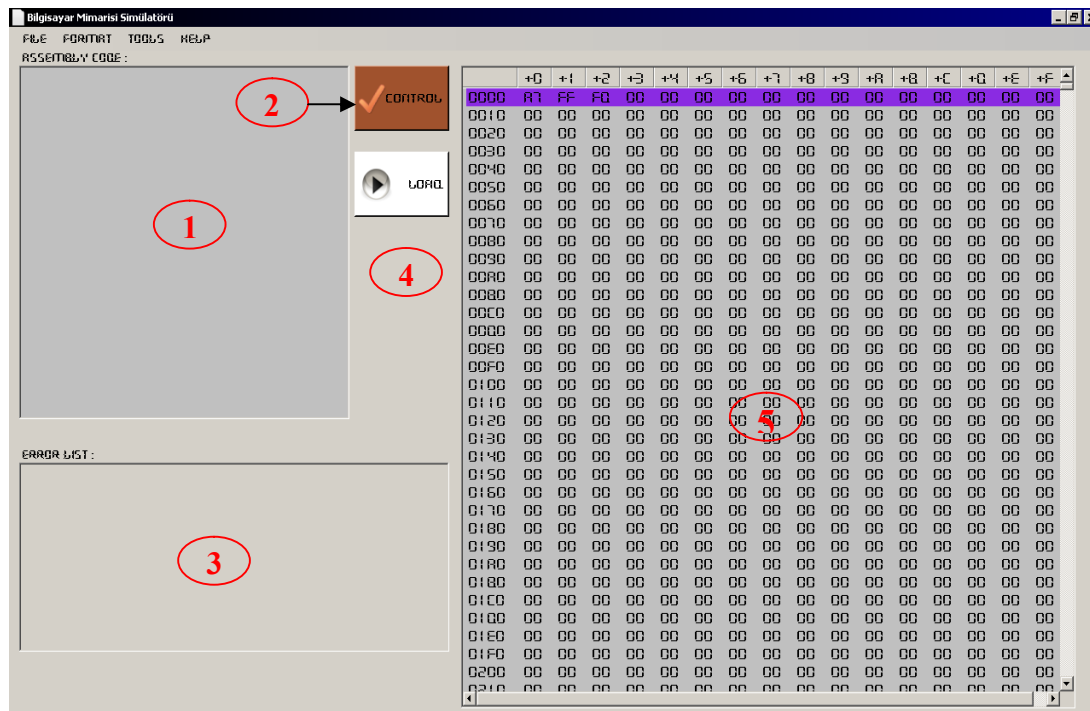 Bilgisayar Mimarisi Simülatörü
FILE FORMAT TOOLS HELP
ASSEMBLY CODE :
1
2
CONTROL
LOAD
4
ERROR LIST :
3
+0 +1 +2 +3 +4 +5 +6 +7 +8 +9 +A +B +C +D +E +F
0000 A7 FF FD 00 00 00 00 00 00 00 00 00 00 00 00 00
0010 00 00 00 00 00 00 00 00 00 00 00 00 00 00 00 00
0020 00 00 00 00 00 00 00 00 00 00 00 00 00 00 00 00
0030 00 00 00 00 00 00 00 00 00 00 00 00 00 00 00 00
0040 00 00 00 00 00 00 00 00 00 00 00 00 00 00 00 00
0050 00 00 00 00 00 00 00 00 00 00 00 00 00 00 00 00
0060 00 00 00 00 00 00 00 00 00 00 00 00 00 00 00 00
0070 00 00 00 00 00 00 00 00 00 00 00 00 00 00 00 00
0080 00 00 00 00 00 00 00 00 00 00 00 00 00 00 00 00
0090 00 00 00 00 00 00 00 00 00 00 00 00 00 00 00 00
00A0 00 00 00 00 00 00 00 00 00 00 00 00 00 00 00 00
00B0 00 00 00 00 00 00 00 00 00 00 00 00 00 00 00 00
00C0 00 00 00 00 00 00 00 00 00 00 00 00 00 00 00 00
00D0 00 00 00 00 00 00 00 00 00 00 00 00 00 00 00 00
00E0 00 00 00 00 00 00 00 00 00 00 00 00 00 00 00 00
00F0 00 00 00 00 00 00 00 00 00 00 00 00 00 00 00 00
0100 00 00 00 00 00 00 00 00 00 00 00 00 00 00 00 00
0110 00 00 00 00 00 00 00 00 00 00 00 00 00 00 00 00
0120 00 00 00 00 00 00 00 00 00 00 00 00 00 00 00 00
5
0130 00 00 00 00 00 00 00 00 00 00 00 00 00 00 00 00
0140 00 00 00 00 00 00 00 00 00 00 00 00 00 00 00 00
0150 00 00 00 00 00 00 00 00 00 00 00 00 00 00 00 00
0160 00 00 00 00 00 00 00 00 00 00 00 00 00 00 00 00
0170 00 00 00 00 00 00 00 00 00 00 00 00 00 00 00 00
0180 00 00 00 00 00 00 00 00 00 00 00 00 00 00 00 00
0190 00 00 00 00 00 00 00 00 00 00 00 00 00 00 00 00
01A0 00 00 00 00 00 00 00 00 00 00 00 00 00 00 00 00
01B0 00 00 00 00 00 00 00 00 00 00 00 00 00 00 00 00
01C0 00 00 00 00 00 00 00 00 00 00 00 00 00 00 00 00
01D0 00 00 00 00 00 00 00 00 00 00 00 00 00 00 00 00
01E0 00 00 00 00 00 00 00 00 00 00 00 00 00 00 00 00
01F0 00 00 00 00 00 00 00 00 00 00 00 00 00 00 00 00
0200 00 00 00 00 00 00 00 00 00 00 00 00 00 00 00 00